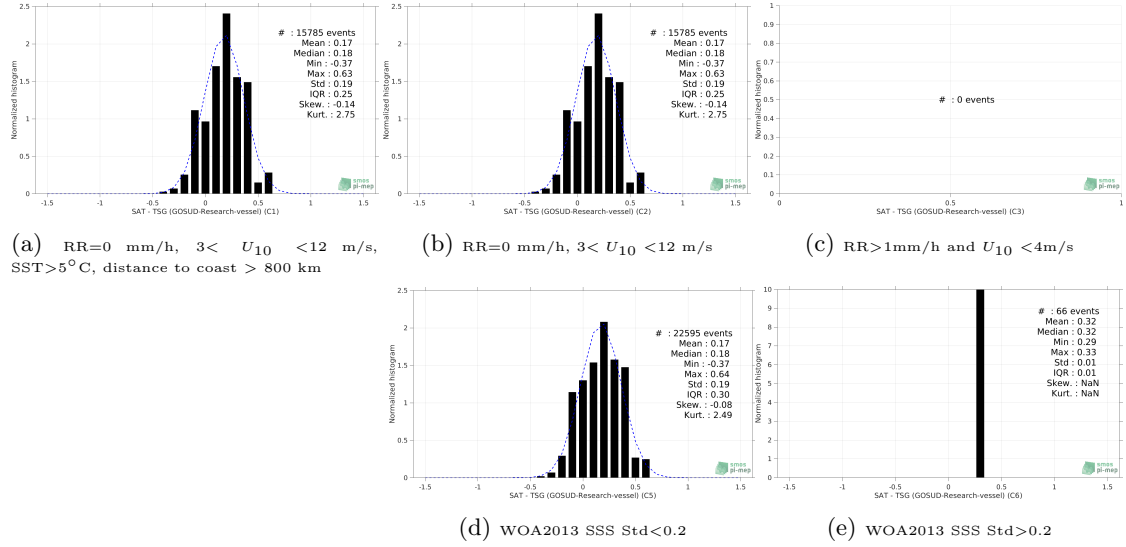 2.5
2
1.5
1
0.5
0
Normalized histogram
# : 15785 events
Mean : 0.17
Median : 0.18
Min : -0.37
Max : 0.63
Std : 0.19
IQR : 0.25
Skew. : -0.14
Kurt. : 2.75
smos
pi-mep
-1.5 -1 -0.5 0 0.5 1 1.5
SAT - TSG (GOSUD-Research-vessel) (C1)
(a) RR=0 mm/h, 3< U10 <12 m/s,
SST>5°C, distance to coast > 800 km
2.5
2
1.5
1
0.5
0
Normalized histogram
# : 15785 events
Mean : 0.17
Median : 0.18
Min : -0.37
Max : 0.63
Std : 0.19
IQR : 0.25
Skew. : -0.14
Kurt. : 2.75
smos
pi-mep
-1.5 -1 -0.5 0 0.5 1 1.5
SAT - TSG (GOSUD-Research-vessel) (C2)
(b) RR=0 mm/h, 3< U10 <12 m/s
1
0.9
0.8
0.7
0.6
0.5
0.4
0.3
0.2
0.1
0
Normalized histogram
# : 0 events
smos
pi-mep
0 0.5 1
SAT - TSG (GOSUD-Research-vessel) (C3)
(c) RR>1mm/h and U10 <4m/s
2.5
2
1.5
1
0.5
0
Normalized histogram
# : 22595 events
Mean : 0.17
Median : 0.18
Min : -0.37
Max : 0.64
Std : 0.19
IQR : 0.30
Skew. : -0.08
Kurt. : 2.49
smos
pi-mep
-1.5 -1 -0.5 0 0.5 1 1.5
SAT - TSG (GOSUD-Research-vessel) (C5)
(d) WOA2013 SSS Std<0.2
10
9
8
7
6
5
4
3
2
1
0
Normalized histogram
# : 66 events
Mean : 0.32
Median : 0.32
Min : 0.29
Max : 0.33
Std : 0.01
IQR : 0.01
Skew. : NaN
Kurt. : NaN
smos
pi-mep
-1.5 -1 -0.5 0 0.5 1 1.5
SAT - TSG (GOSUD-Research-vessel) (C6)
(e) WOA2013 SSS Std>0.2